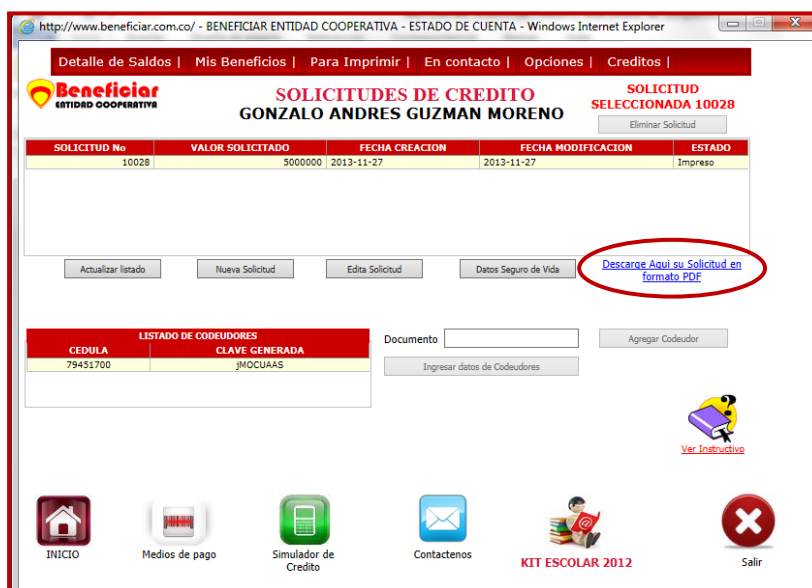 http://www.beneficiar.com.co/ - BENEFICIAR ENTIDAD COOPERATIVA - ESTADO DE CUENTA - Windows Internet Explorer
Detalle de Saldos | Mis Beneficios | Para Imprimir | En contacto | Opciones | Creditos |
Beneficiar
ENTIDAD COOPERATIVA
SOLICITUDES DE CREDITO
GONZALO ANDRES GUZMAN MORENO
SOLICITUD
SELECCIONADA 10028
Eliminar Solicitud
SOLICITUD No VALOR SOLICITADO FECHA CREACION FECHA MODIFICACION ESTADO
10028 5000000 2013-11-27 2013-11-27 Impreso
Actualizar listado Nueva Solicitud Edita Solicitud Datos Seguro de Vida
Descarge Aqui su Solicitud en
formato PDF
LISTADO DE CODEUDORES
CEDULA CLAVE GENERADA
79451700 jMOCUAAS
Documento Agregar Codeudor
Ingresar datos de Codeudores
Ver Instructivo
INICIO
Medios de pago
Simulador de
Credito
Contactenos
KIT ESCOLAR 2012
Salir